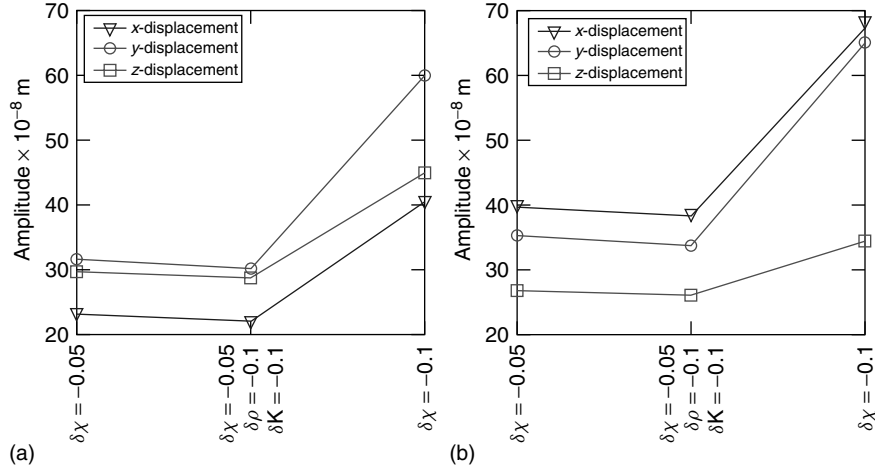 80
70
60
50
40
30
20
Amplitude × 10⁻⁸ m
x-displacement
y-displacement
z-displacement
δχ = −0.05
δχ = −0.05
δρ = −0.1
δK = −0.1
δχ = −0.1
(a)
80
70
60
50
40
30
20
Amplitude × 10⁻⁸ m
x-displacement
y-displacement
z-displacement
δχ = −0.05
δχ = −0.05
δρ = −0.1
δK = −0.1
δχ = −0.1
(b)